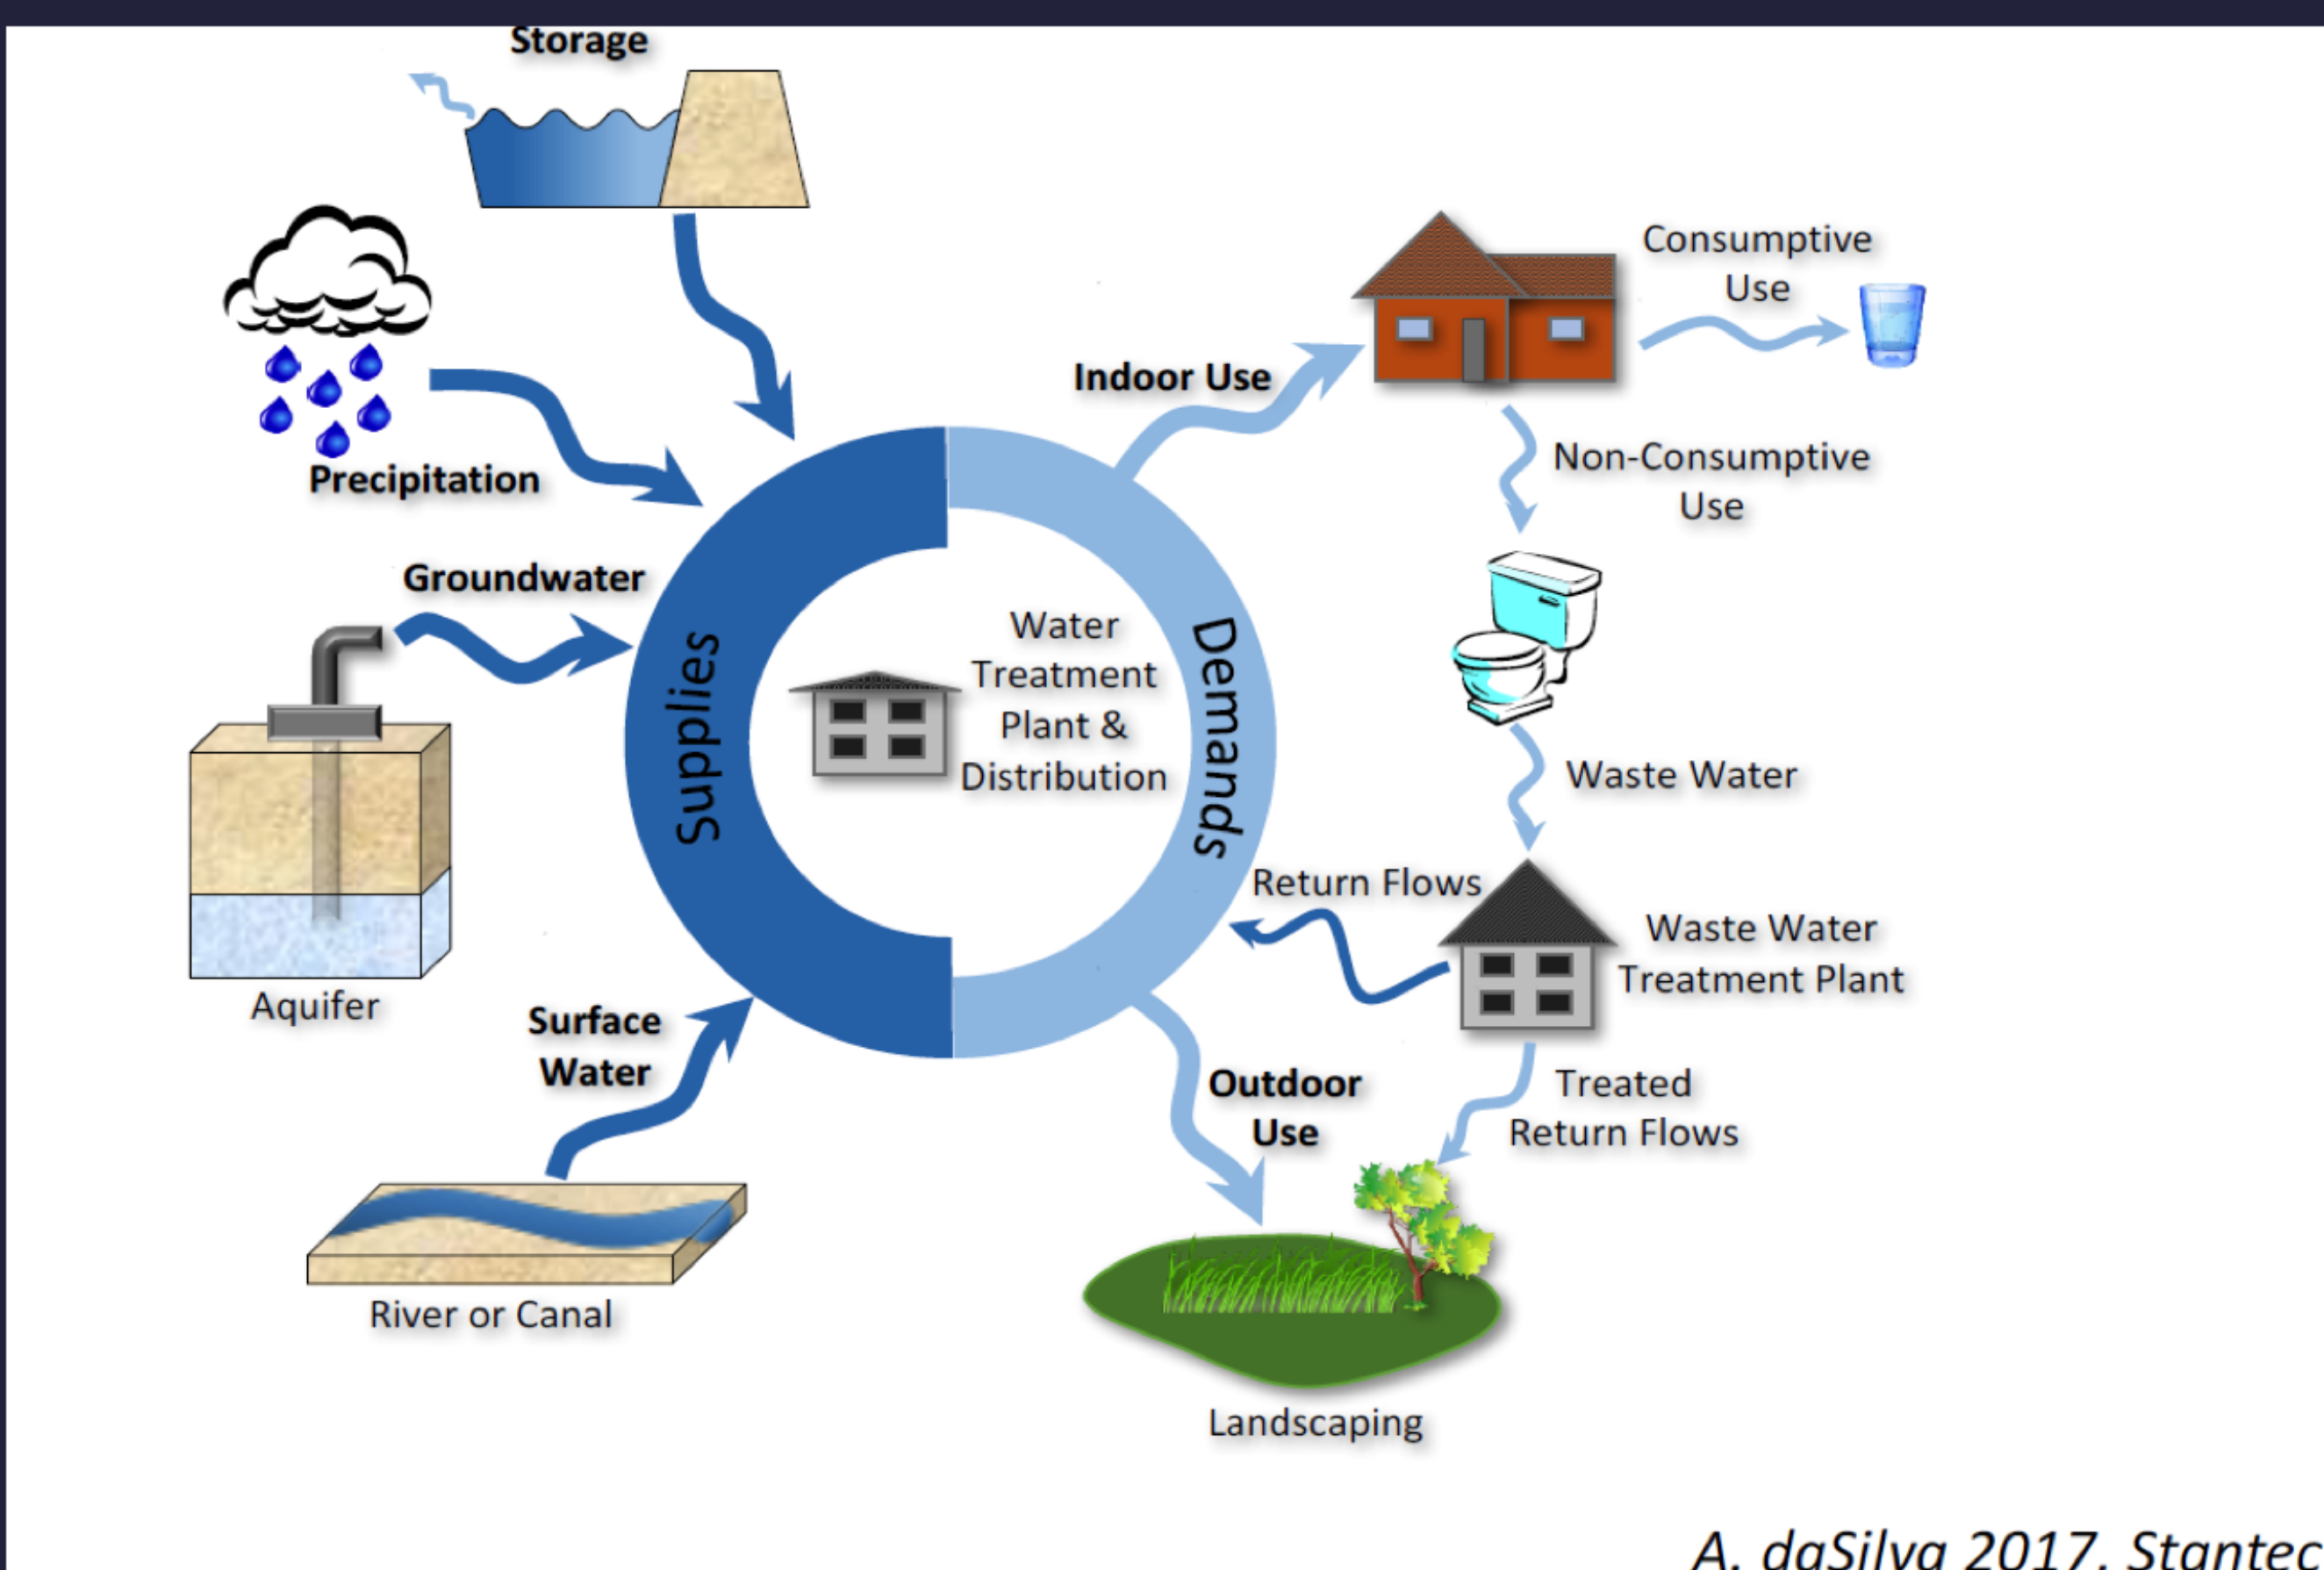 Storage
Precipitation
Groundwater
Aquifer
Surface
Water
River or Canal
Supplies
Water
Treatment
Plant &
Distribution
Demands
Indoor Use
Consumptive
Use
Non-Consumptive
Use
Waste Water
Return Flows
Waste Water
Treatment Plant
Treated
Return Flows
Outdoor
Use
Landscaping
A. daSilva 2017. Stantec